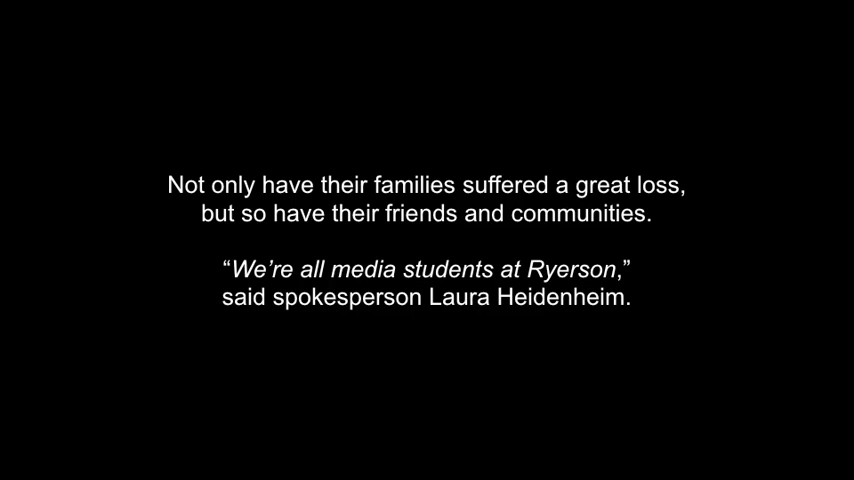 Not only have their families suffered a great loss,
but so have their friends and communities.
“We’re all media students at Ryerson,”
said spokesperson Laura Heidenheim.